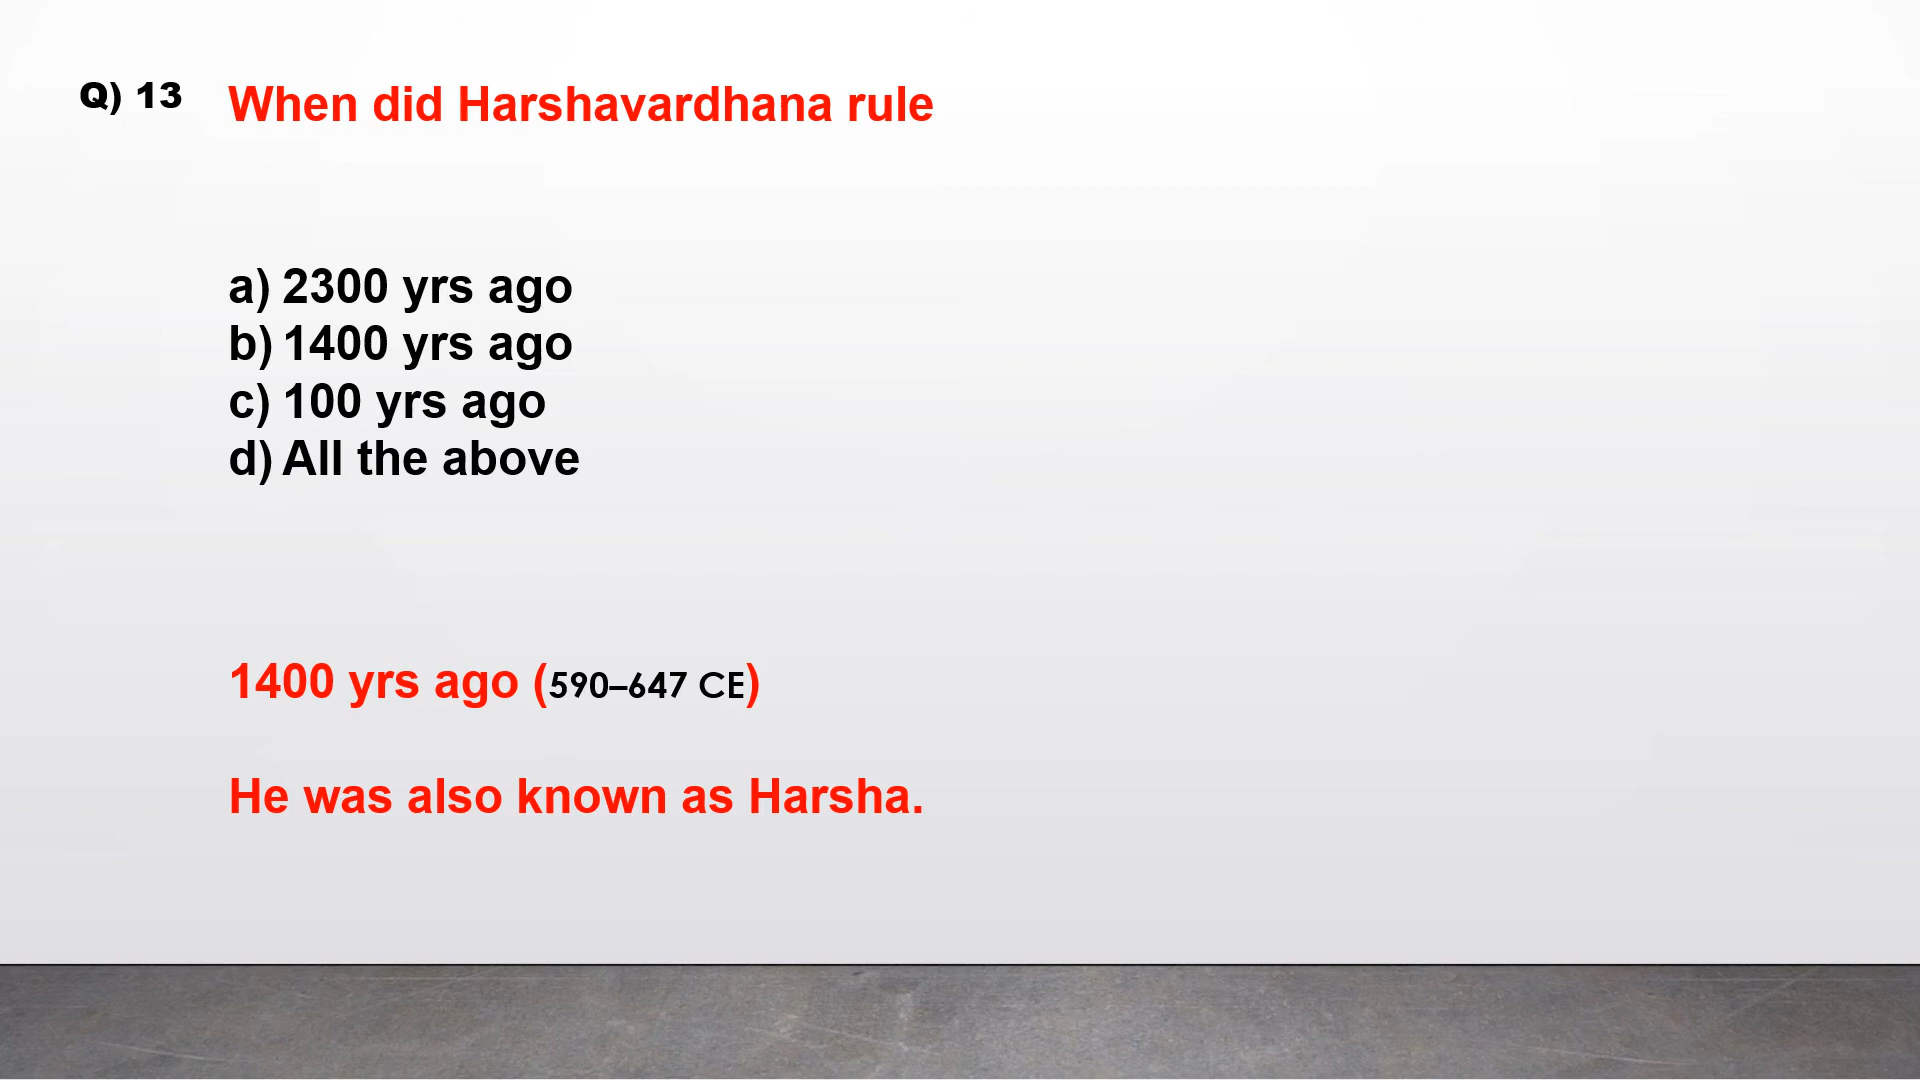 Q) 13 When did Harshavardhana rule
a) 2300 yrs ago
b) 1400 yrs ago
c) 100 yrs ago
d) All the above
1400 yrs ago (590–647 CE)
He was also known as Harsha.